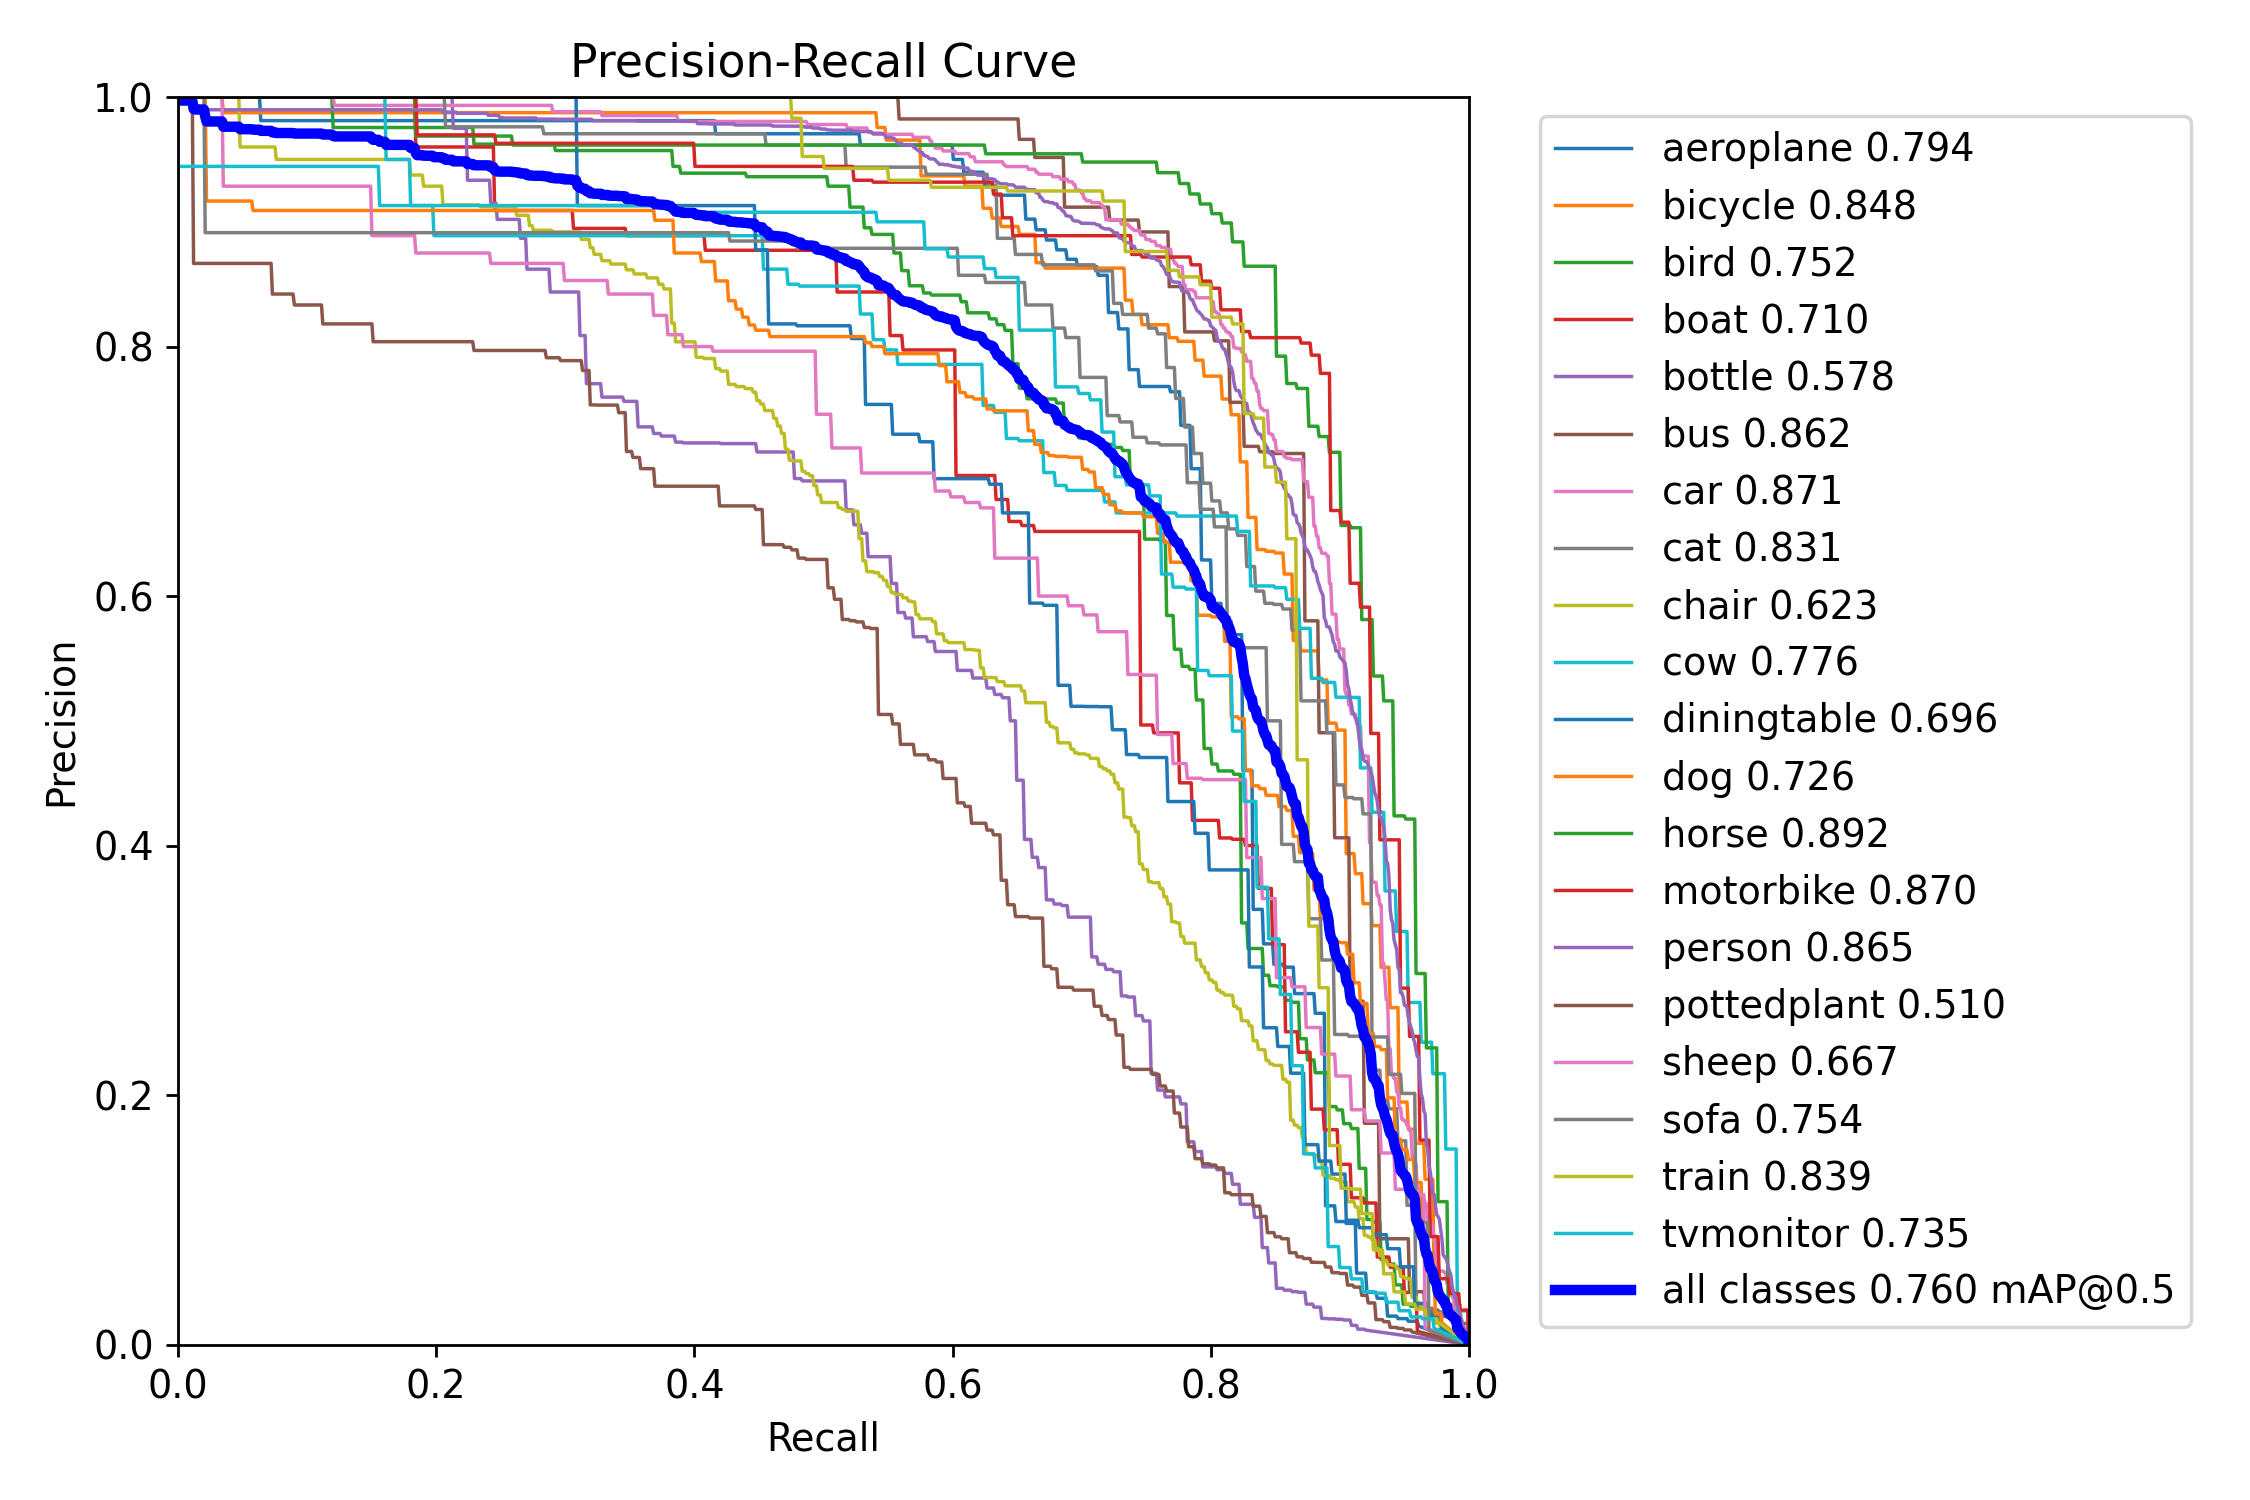 Precision-Recall Curve
1.0
0.8
0.6
0.4
0.2
0.0
Precision
0.0 0.2 0.4 0.6 0.8 1.0
Recall
aeroplane 0.794
bicycle 0.848
bird 0.752
boat 0.710
bottle 0.578
bus 0.862
car 0.871
cat 0.831
chair 0.623
cow 0.776
diningtable 0.696
dog 0.726
horse 0.892
motorbike 0.870
person 0.865
pottedplant 0.510
sheep 0.667
sofa 0.754
train 0.839
tvmonitor 0.735
all classes 0.760 mAP@0.5